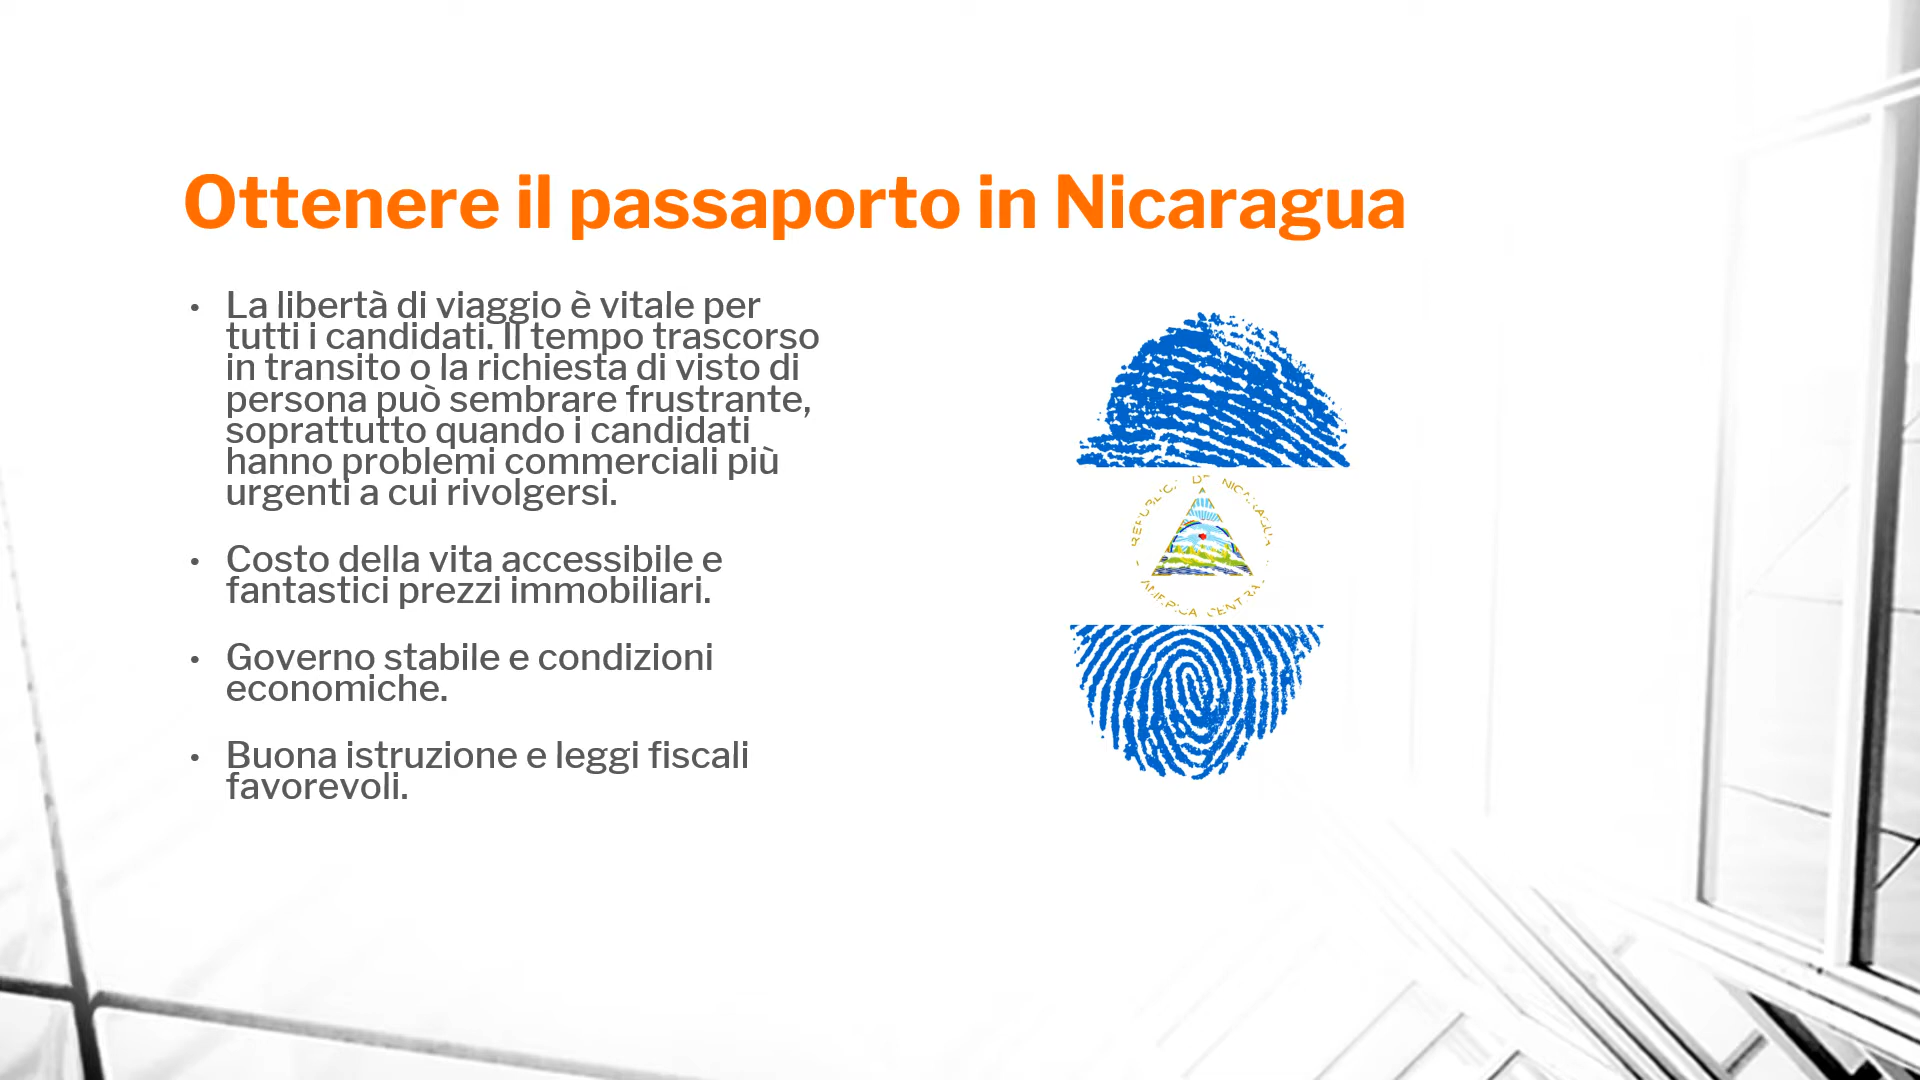 Ottenere il passaporto in Nicaragua
• La libertà di viaggio è vitale per
tutti i candidati. Il tempo trascorso
in transito o la richiesta di visto di
persona può sembrare frustrante,
soprattutto quando i candidati
hanno problemi commerciali più
urgenti a cui rivolgersi.
• Costo della vita accessibile e
fantastici prezzi immobiliari.
• Governo stabile e condizioni
economiche.
• Buona istruzione e leggi fiscali
favorevoli.